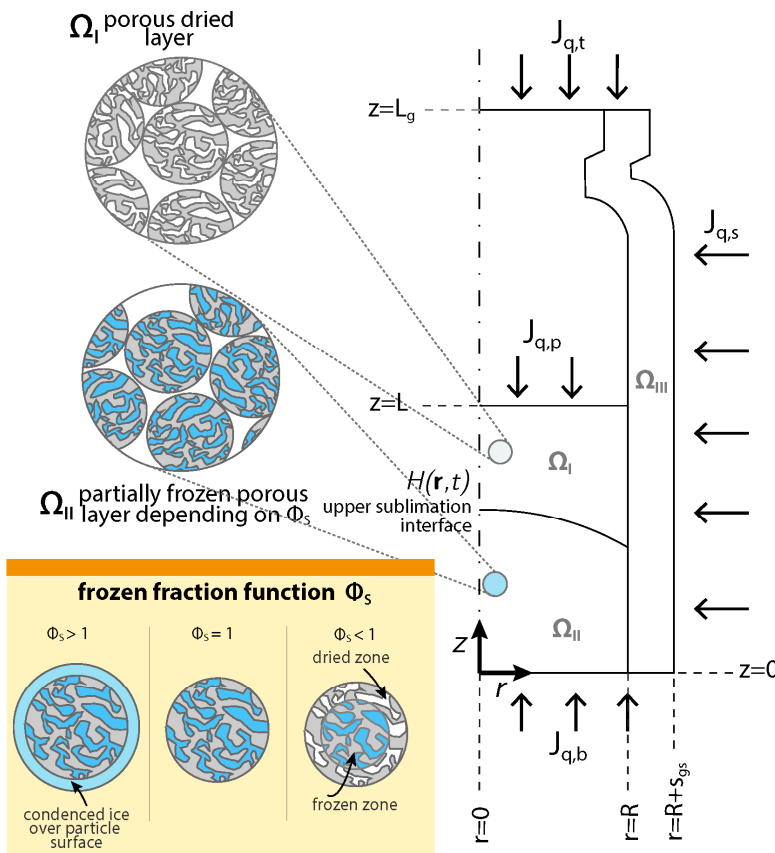 Ω_I porous dried
layer
J_q,t
z=L_g
J_q,s
J_q,p
Ω_III
z=L
Ω_I
H(r,t)
upper sublimation
interface
Ω_II partially frozen porous
layer depending on Φ_s
frozen fraction function Φ_s
Φ_s > 1
Φ_s = 1
Φ_s < 1
dried zone
frozen zone
condenced ice
over particle
surface
Ω_II
z
r
z=0
J_q,b
r=0
r=R
r=R+s_gs